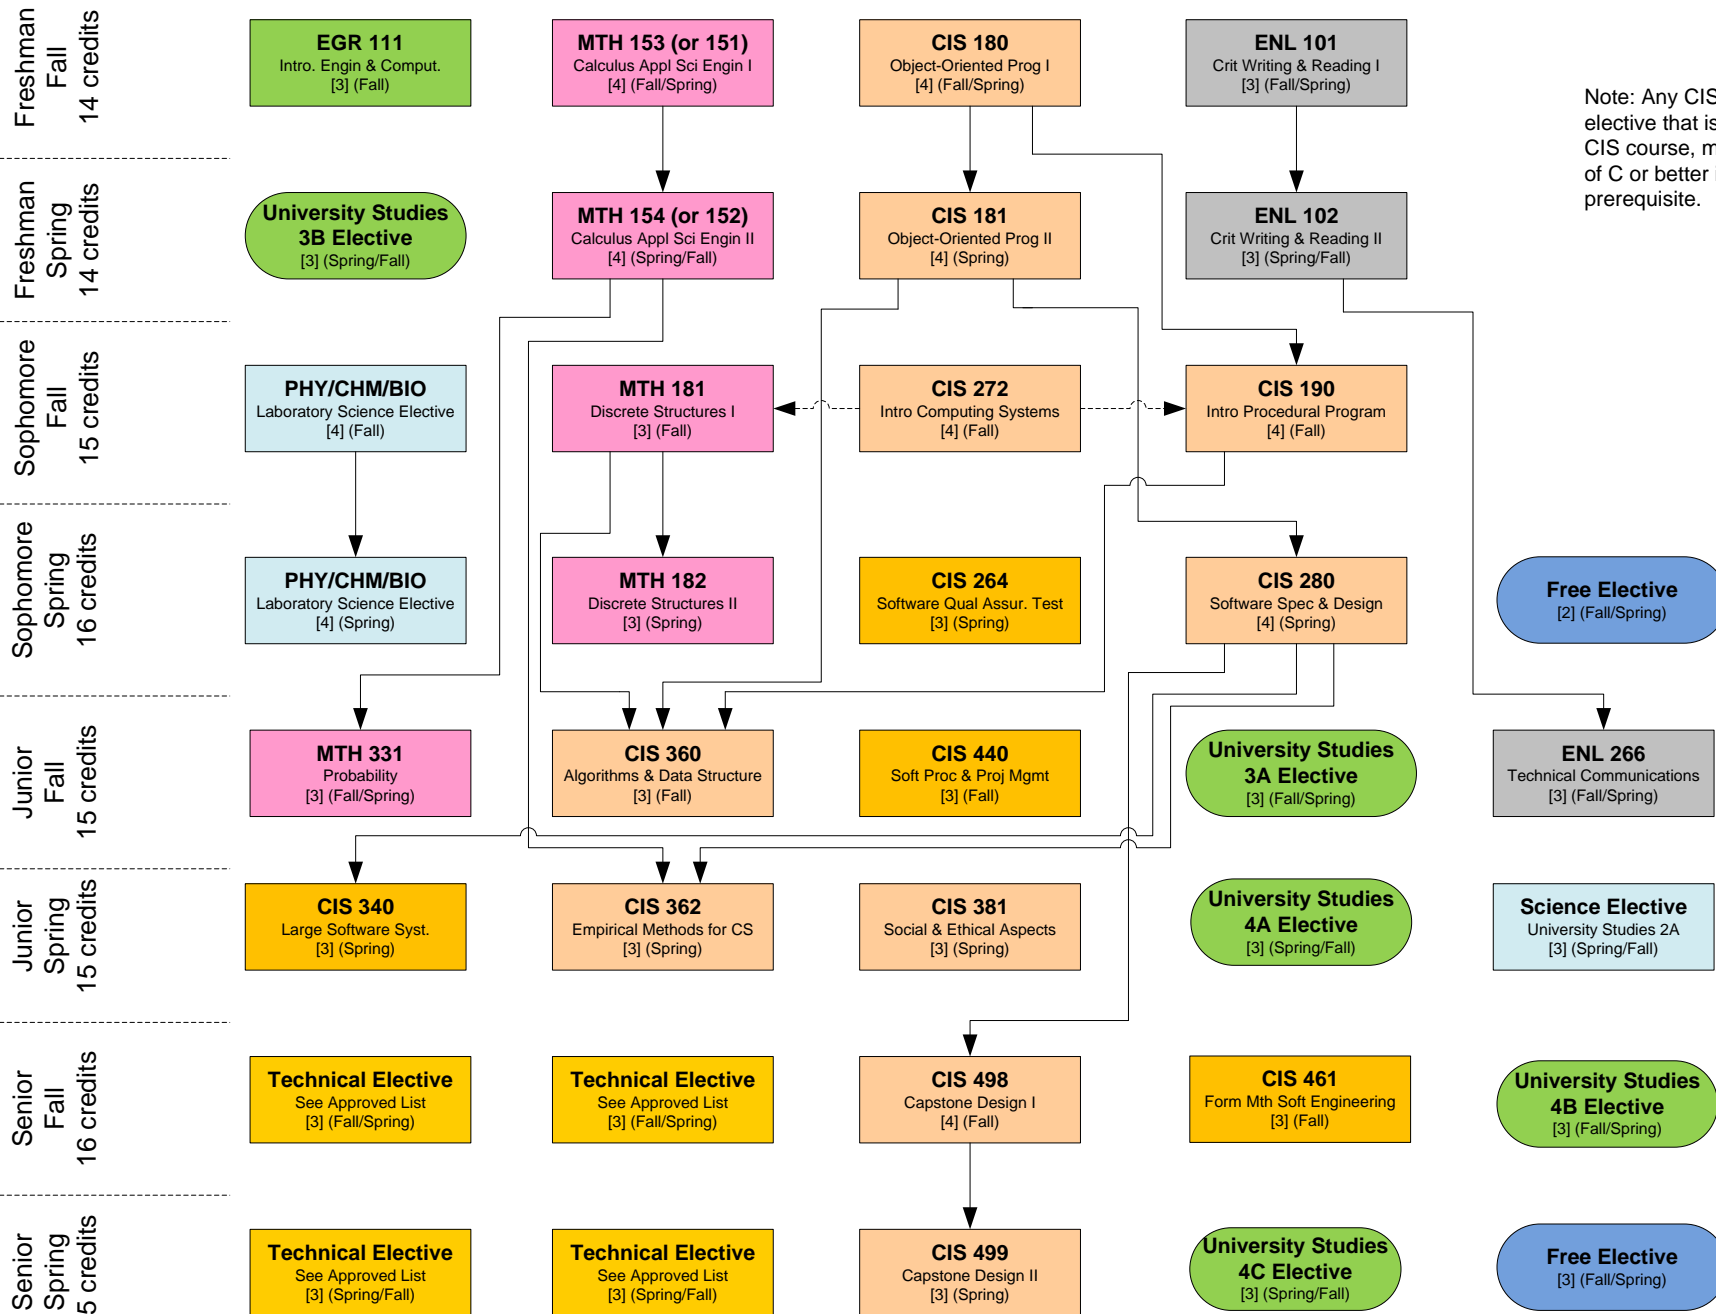 Freshman
Fall
14 credits
EGR 111
Intro. Engin & Comput.
[3] (Fall)
MTH 153 (or 151)
Calculus Appl Sci Engin I
[4] (Fall/Spring)
CIS 180
Object-Oriented Prog I
[4] (Fall/Spring)
ENL 101
Crit Writing & Reading I
[3] (Fall/Spring)
Note: Any CIS
elective that is
CIS course, m
of C or better i
prerequisite.
Freshman
Spring
14 credits
University Studies
3B Elective
[3] (Spring/Fall)
MTH 154 (or 152)
Calculus Appl Sci Engin II
[4] (Spring/Fall)
CIS 181
Object-Oriented Prog II
[4] (Spring)
ENL 102
Crit Writing & Reading II
[3] (Spring/Fall)
Sophomore
Fall
15 credits
PHY/CHM/BIO
Laboratory Science Elective
[4] (Fall)
MTH 181
Discrete Structures I
[3] (Fall)
CIS 272
Intro Computing Systems
[4] (Fall)
CIS 190
Intro Procedural Program
[4] (Fall)
Sophomore
Spring
16 credits
PHY/CHM/BIO
Laboratory Science Elective
[4] (Spring)
MTH 182
Discrete Structures II
[3] (Spring)
CIS 264
Software Qual Assur. Test
[3] (Spring)
CIS 280
Software Spec & Design
[4] (Spring)
Free Elective
[2] (Fall/Spring)
Junior
Fall
15 credits
MTH 331
Probability
[3] (Fall/Spring)
CIS 360
Algorithms & Data Structure
[3] (Fall)
CIS 440
Soft Proc & Proj Mgmt
[3] (Fall)
University Studies
3A Elective
[3] (Fall/Spring)
ENL 266
Technical Communications
[3] (Fall/Spring)
Junior
Spring
15 credits
CIS 340
Large Software Syst.
[3] (Spring)
CIS 362
Empirical Methods for CS
[3] (Spring)
CIS 381
Social & Ethical Aspects
[3] (Spring)
University Studies
4A Elective
[3] (Spring/Fall)
Science Elective
University Studies 2A
[3] (Spring/Fall)
Senior
Fall
16 credits
Technical Elective
See Approved List
[3] (Fall/Spring)
Technical Elective
See Approved List
[3] (Fall/Spring)
CIS 498
Capstone Design I
[4] (Fall)
CIS 461
Form Mth Soft Engineering
[3] (Fall)
University Studies
4B Elective
[3] (Fall/Spring)
Senior
Spring
5 credits
Technical Elective
See Approved List
[3] (Spring/Fall)
Technical Elective
See Approved List
[3] (Spring/Fall)
CIS 499
Capstone Design II
[3] (Spring)
University Studies
4C Elective
[3] (Spring/Fall)
Free Elective
[3] (Fall/Spring)